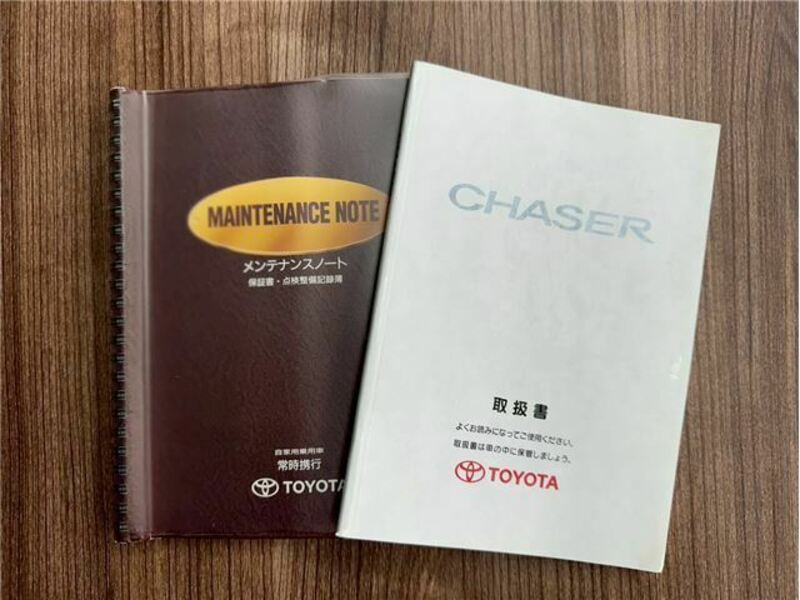 MAINTENANCE NOTE
メンテナンスノート
保証書・点検整備記録簿
自家用乗用車
常時携行
TOYOTA
CHASER
取扱書
よくお読みになってご使用ください。
取扱書は車の中に保管しましょう。
TOYOTA